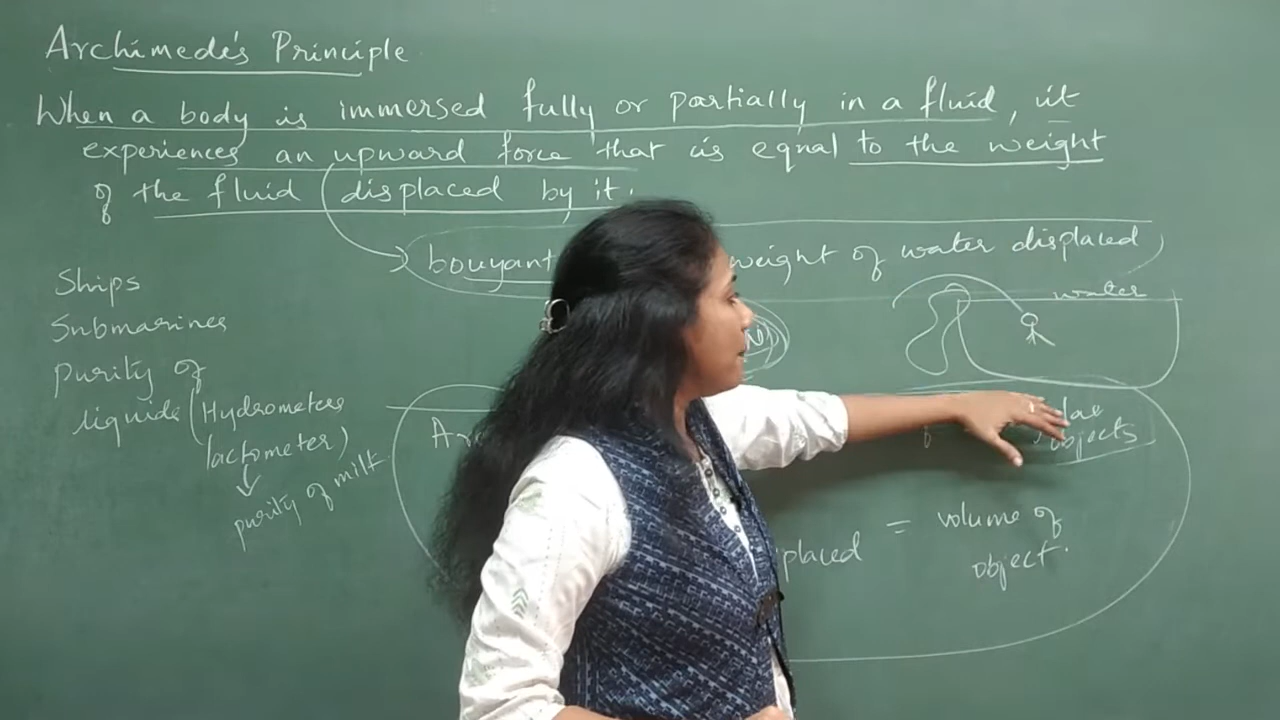 Archimede's Principle
When a body is immersed fully or partially in a fluid, it
experiences an upward force that is equal to the weight
of the fluid displaced by it.
bouyant weight of water displaced
water
Ships
Submarines
purity of
liquids (Hydrometers
lactometer)
purity of milk
objects
placed = volume of
object.